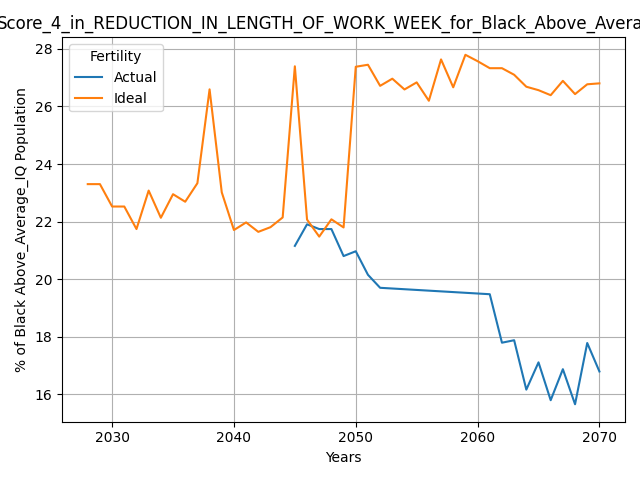 Score_4_in_REDUCTION_IN_LENGTH_OF_WORK_WEEK_for_Black_Above_Avera
Fertility
Actual
Ideal
28
26
24
22
20
18
16
% of Black Above_Average_IQ Population
2030 2040 2050 2060 2070
Years